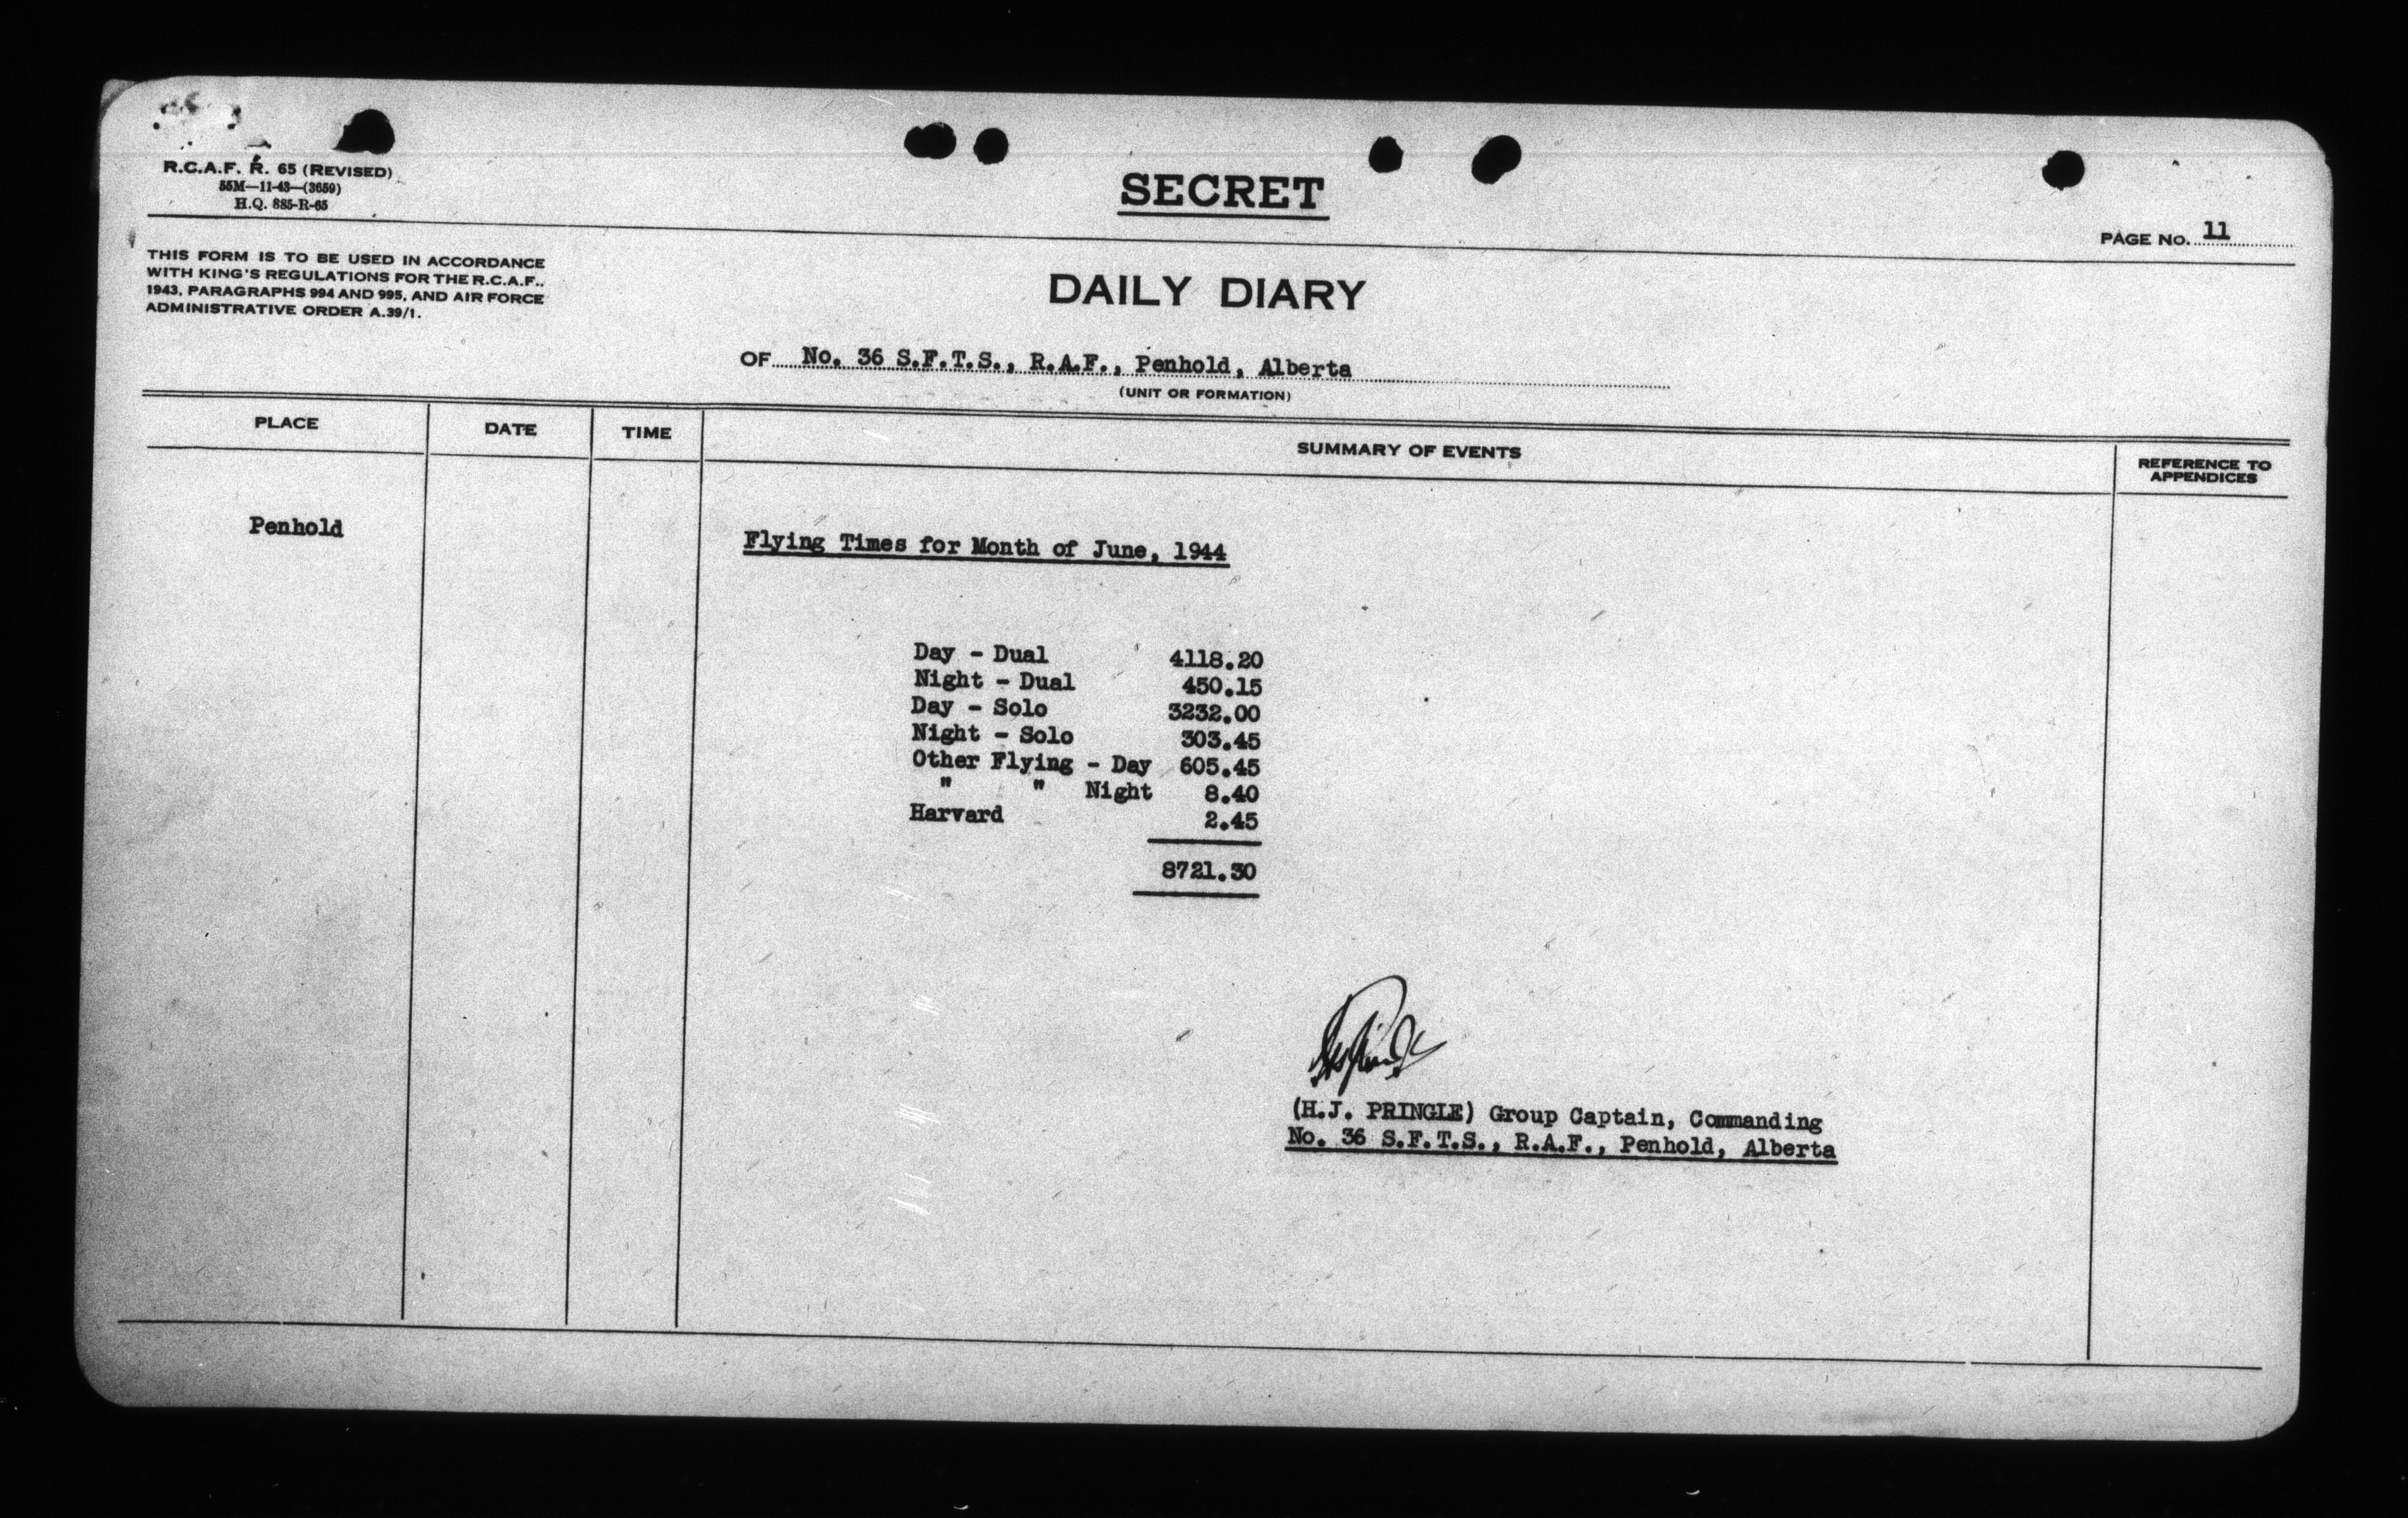 R.C.A.F. R. 65 (REVISED)
55M—11-43—(3659)
H.Q. 885-R-65
SECRET
PAGE NO. 11
THIS FORM IS TO BE USED IN ACCORDANCE
WITH KING'S REGULATIONS FOR THE R.C.A.F.,
1943, PARAGRAPHS 994 AND 995, AND AIR FORCE
ADMINISTRATIVE ORDER A.39/1.
DAILY DIARY
OF No. 36 S.F.T.S., R.A.F., Penhold, Alberta
(UNIT OR FORMATION)
PLACE DATE TIME SUMMARY OF EVENTS REFERENCE TO
APPENDICES
Penhold
Flying Times for Month of June, 1944
Day - Dual 4118.20
Night - Dual 450.15
Day - Solo 3232.00
Night - Solo 303.45
Other Flying - Day 605.45
" " Night 8.40
Harvard 2.45
8721.30
(H.J. PRINGLE) Group Captain, Commanding
No. 36 S.F.T.S., R.A.F., Penhold, Alberta